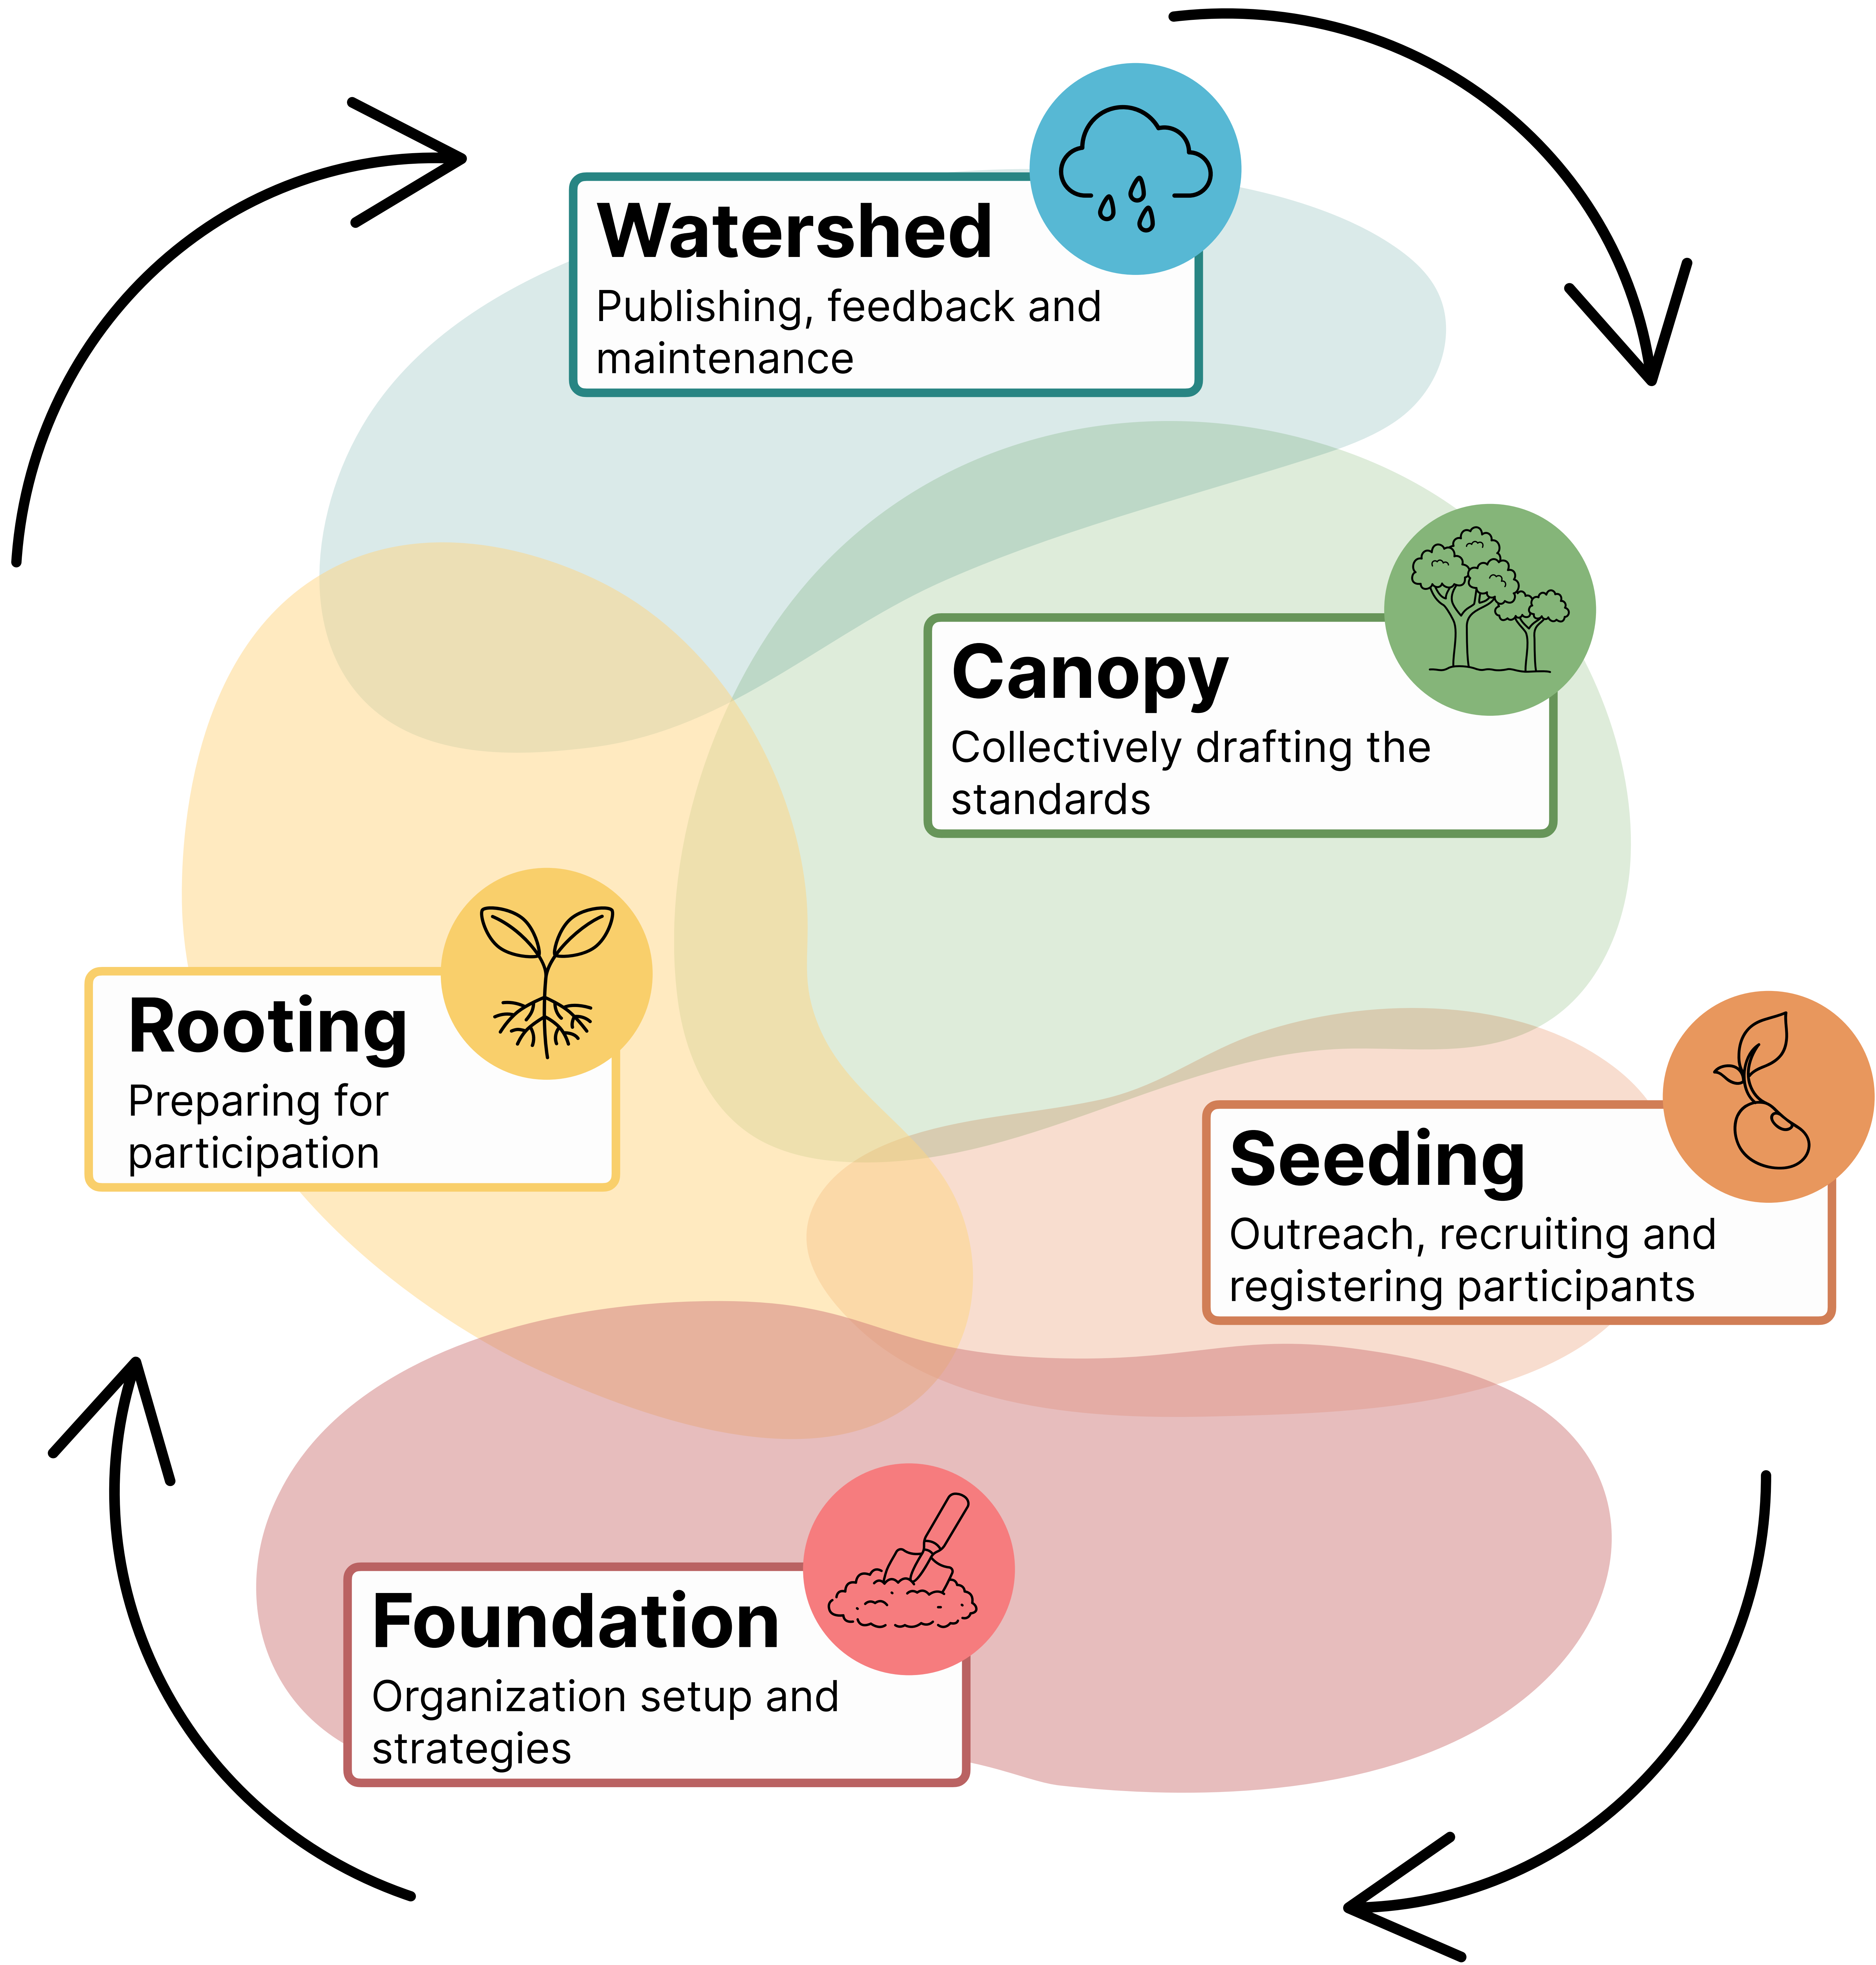 Watershed
Publishing, feedback and
maintenance
Canopy
Collectively drafting the
standards
Rooting
Preparing for
participation
Seeding
Outreach, recruiting and
registering participants
Foundation
Organization setup and
strategies